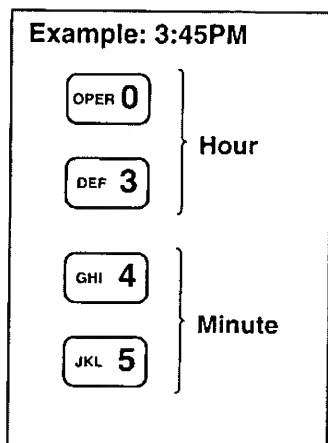 Example: 3:45PM
OPER 0
Hour
DEF 3
GHI 4
Minute
JKL 5